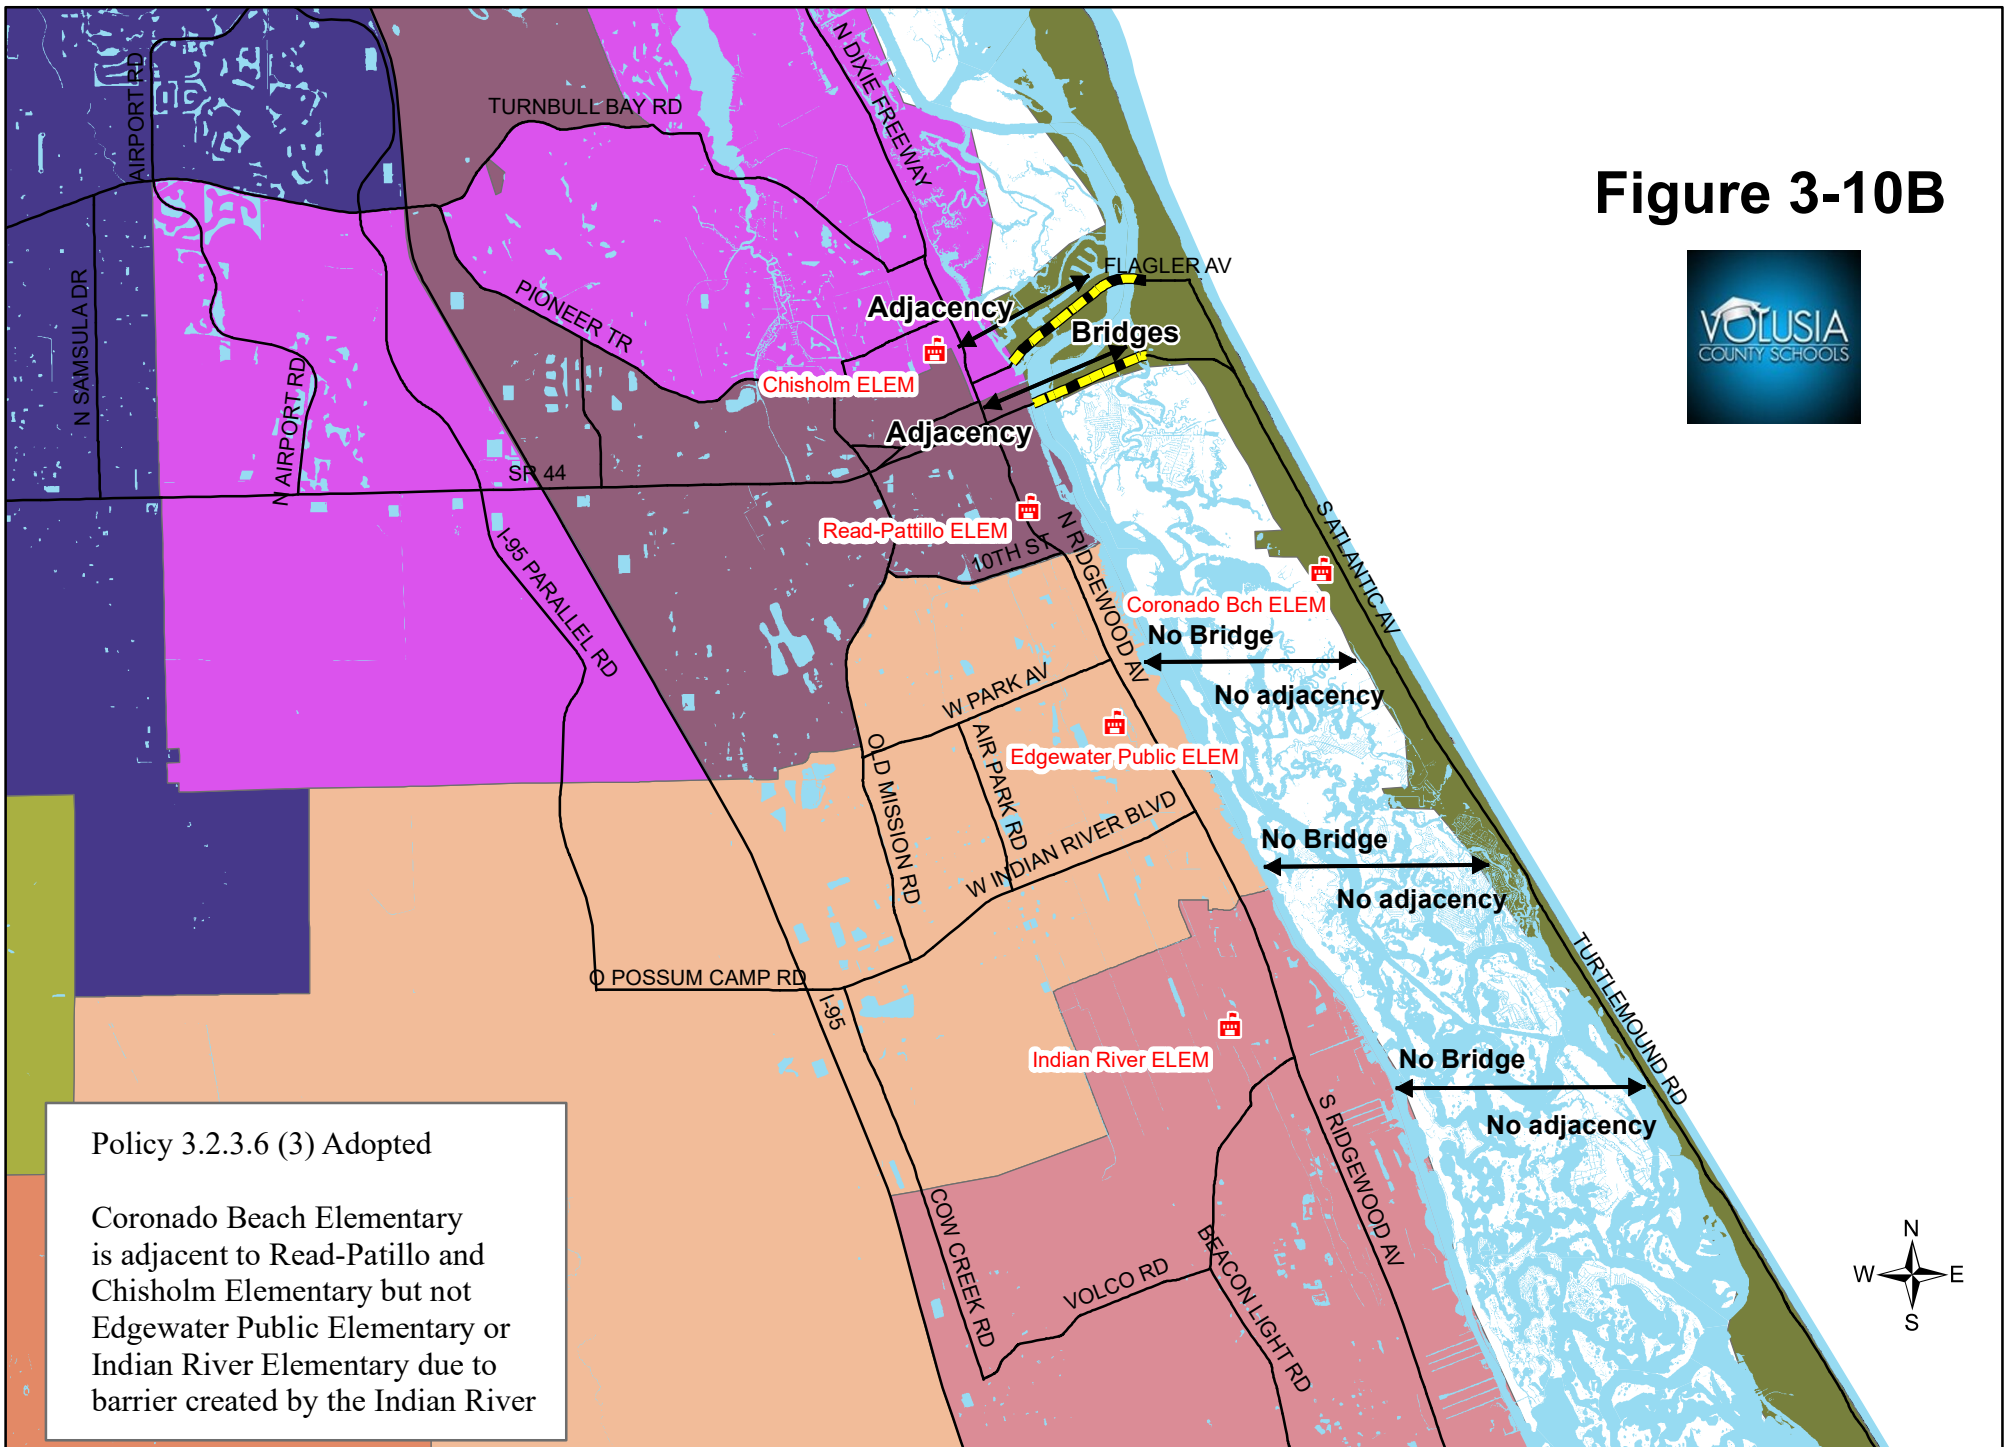 Figure 3-10B
VOLUSIA
COUNTY SCHOOLS
AIRPORT RD
TURNBULL BAY RD
N DIXIE FREEWAY
N SAMSULA DR
N AIRPORT RD
PIONEER TR
FLAGLER AV
Adjacency
Bridges
Chisholm ELEM
Adjacency
SR 44
Read-Pattillo ELEM
10TH ST
N RIDGEWOOD AV
S ATLANTIC AV
I-95 PARALLEL RD
Coronado Bch ELEM
No Bridge
No adjacency
W PARK AV
AIR PARK RD
OLD MISSION RD
Edgewater Public ELEM
W INDIAN RIVER BLVD
No Bridge
No adjacency
O POSSUM CAMP RD
I-95
TURTLEMOUND RD
Indian River ELEM
No Bridge
No adjacency
S RIDGEWOOD AV
COW CREEK RD
VOLCO RD
BEACON LIGHT RD
Policy 3.2.3.6 (3) Adopted
Coronado Beach Elementary
is adjacent to Read-Patillo and
Chisholm Elementary but not
Edgewater Public Elementary or
Indian River Elementary due to
barrier created by the Indian River
N
W E
S